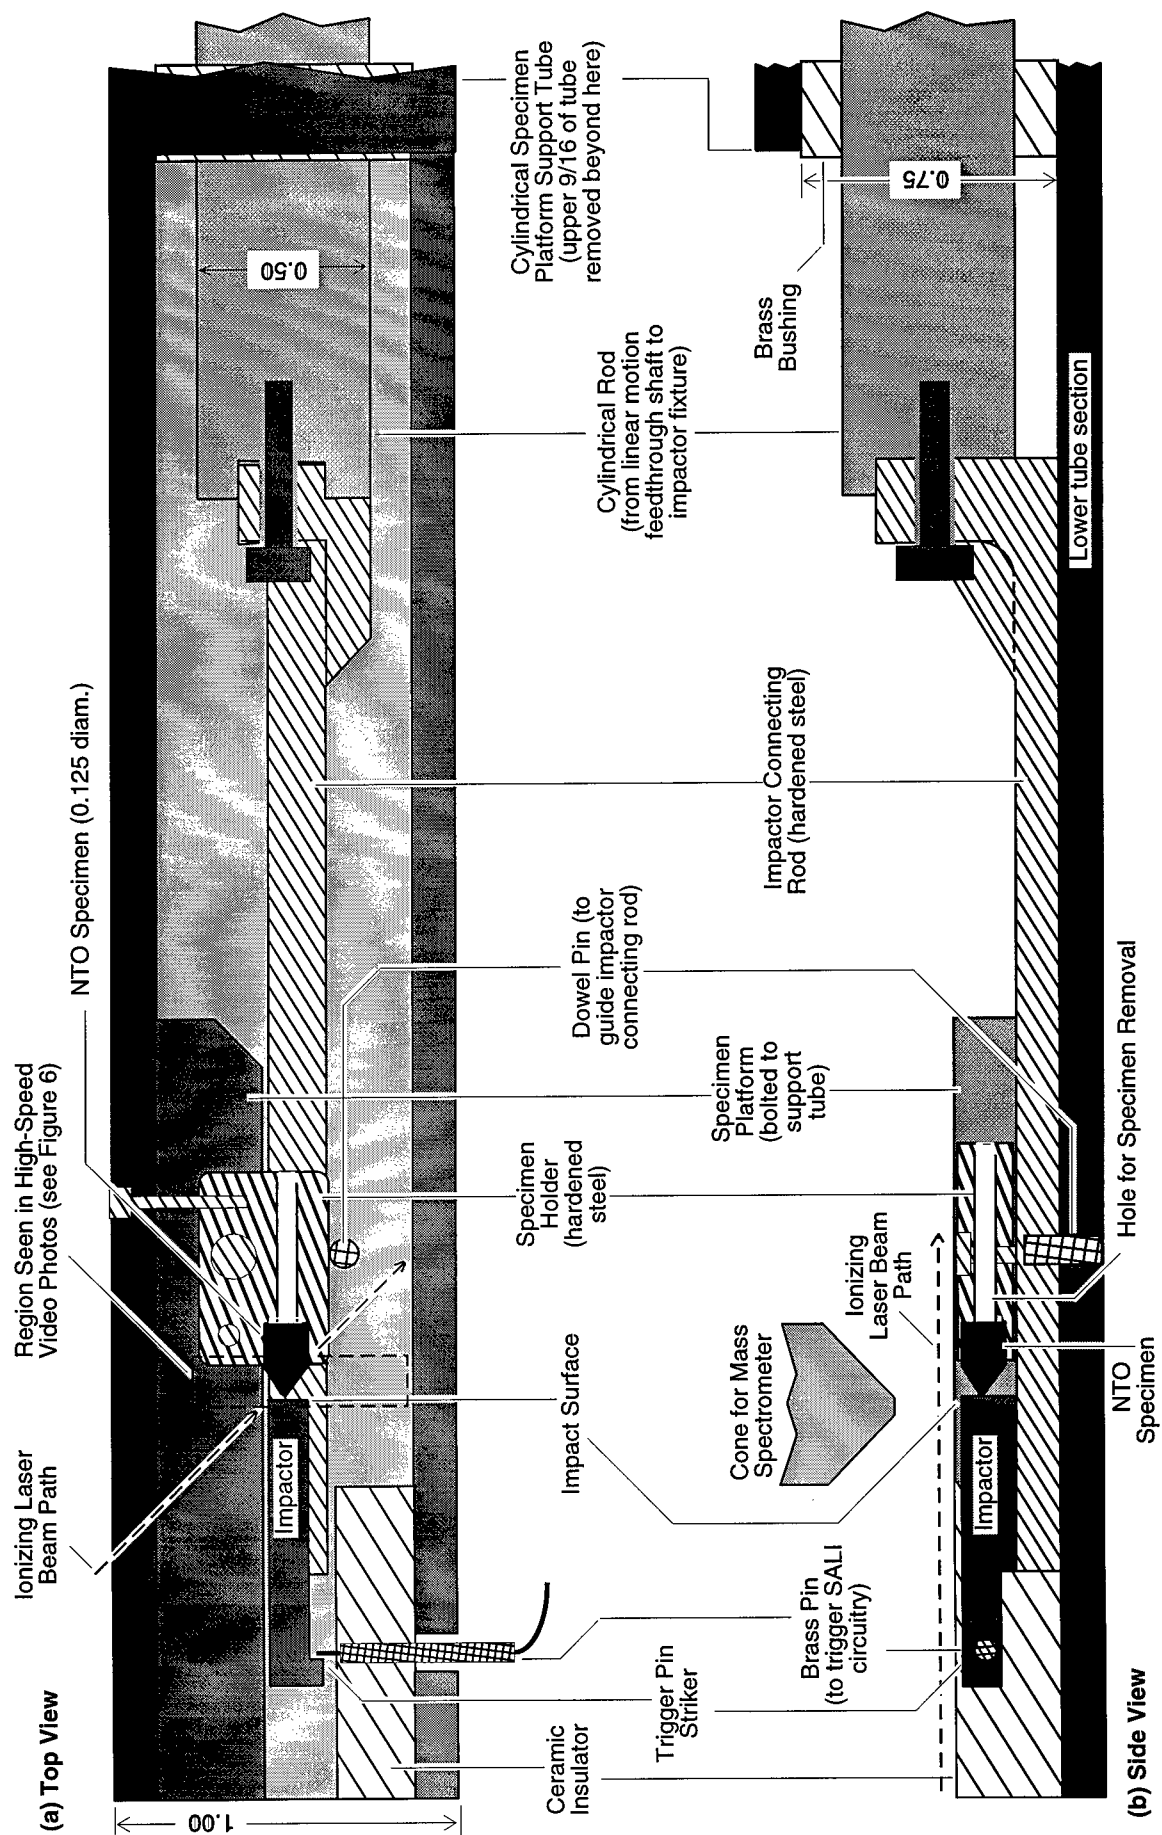 (a) Top View
1.00
Ionizing Laser
Beam Path
Region Seen in High-Speed
Video Photos (see Figure 6)
NTO Specimen (0.125 diam.)
Impactor
0.50
Ceramic
Insulator
Trigger Pin
Striker
Impact Surface
Specimen
Holder
(hardened
steel)
Dowel Pin (to
guide impactor
connecting rod)
Cylindrical Rod
(from linear motion
feedthrough shaft to
impactor fixture)
Cylindrical Specimen
Platform Support Tube
(upper 9/16 of tube
removed beyond here)
Brass Pin
(to trigger SALI
circuitry)
Cone for Mass
Spectrometer
Ionizing
Laser Beam
Path
Specimen
Platform
(bolted to
support
tube)
Impactor Connecting
Rod (hardened steel)
Brass
Bushing
0.75
Impactor
Lower tube section
NTO
Specimen
Hole for Specimen Removal
(b) Side View